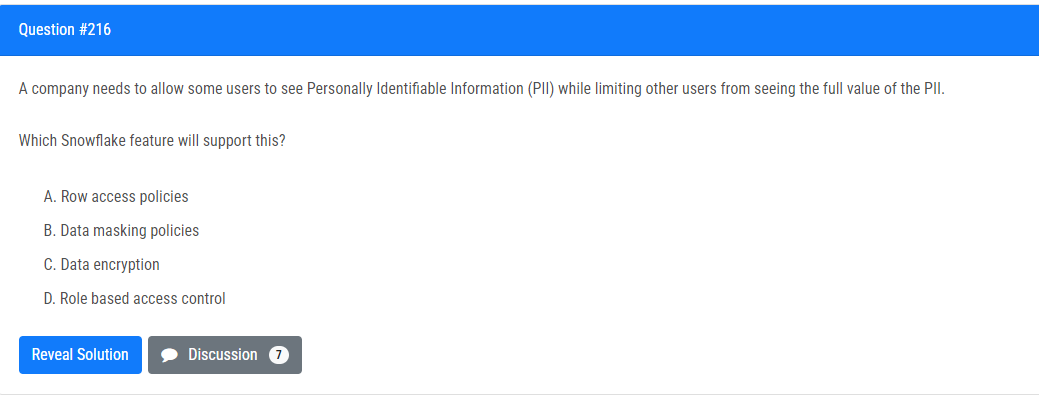 Question #216
A company needs to allow some users to see Personally Identifiable Information (PII) while limiting other users from seeing the full value of the PII.
Which Snowflake feature will support this?
A. Row access policies
B. Data masking policies
C. Data encryption
D. Role based access control
Reveal Solution Discussion 7